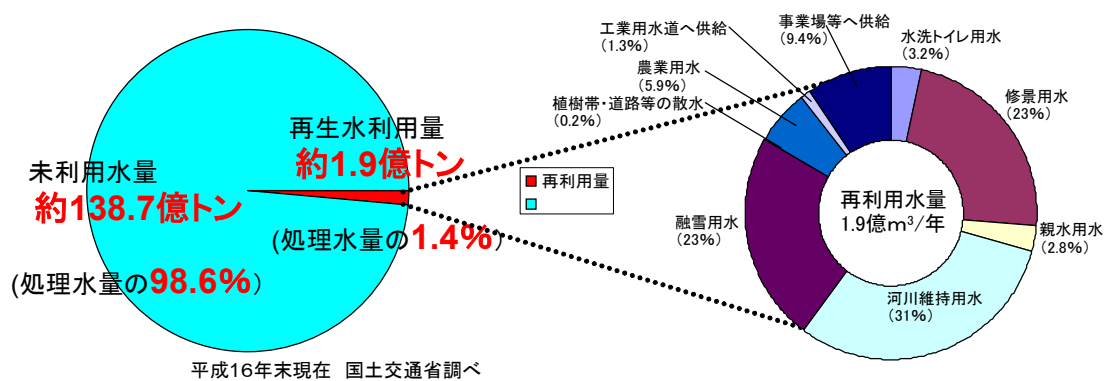 未利用水量
約138.7億トン
(処理水量の98.6%)
再生水利用量
約1.9億トン
(処理水量の1.4%)
平成16年末現在 国土交通省調べ
再利用量
工業用水道へ供給
(1.3%)
事業場等へ供給
(9.4%)
水洗トイレ用水
(3.2%)
農業用水
(5.9%)
植樹帯・道路等の散水
(0.2%)
修景用水
(23%)
再利用水量
1.9億m³/年
融雪用水
(23%)
親水用水
(2.8%)
河川維持用水
(31%)